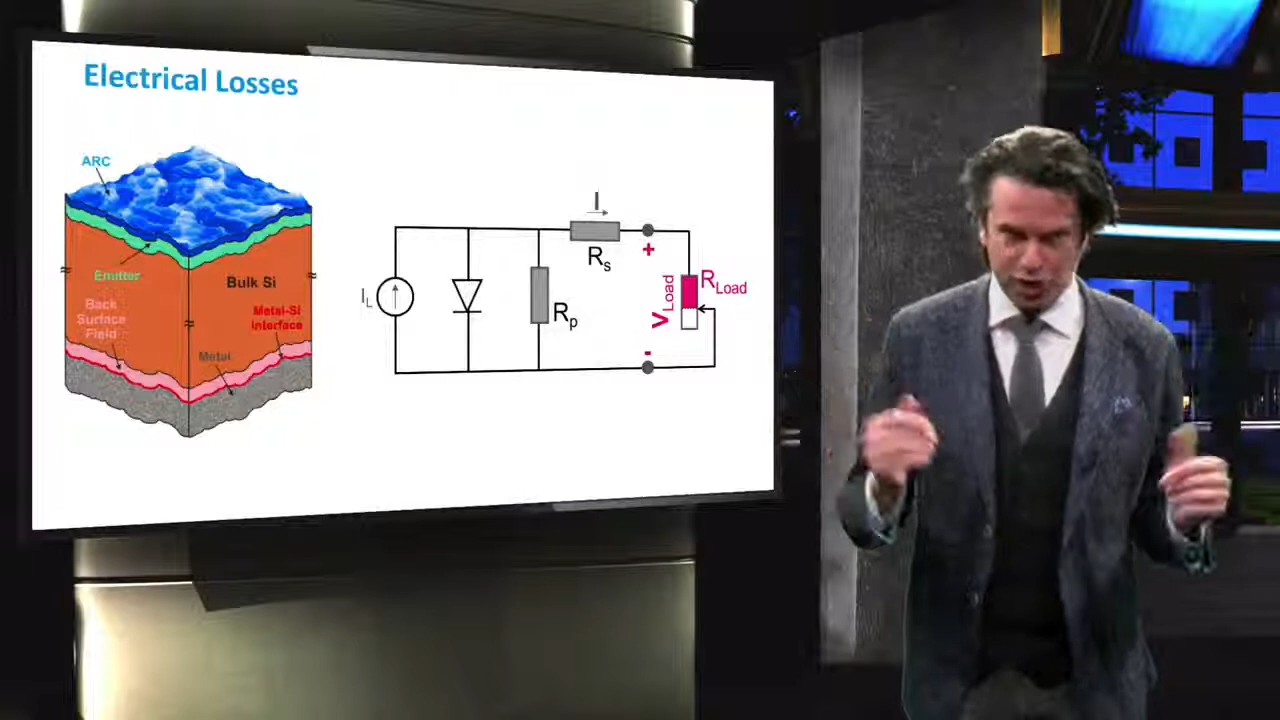 Electrical Losses
ARC
Emitter
Bulk Si
Back
Surface
Field
Metal-Si
Interface
Metal
I
Rs
+
IL
Rp
VLoad
RLoad
-